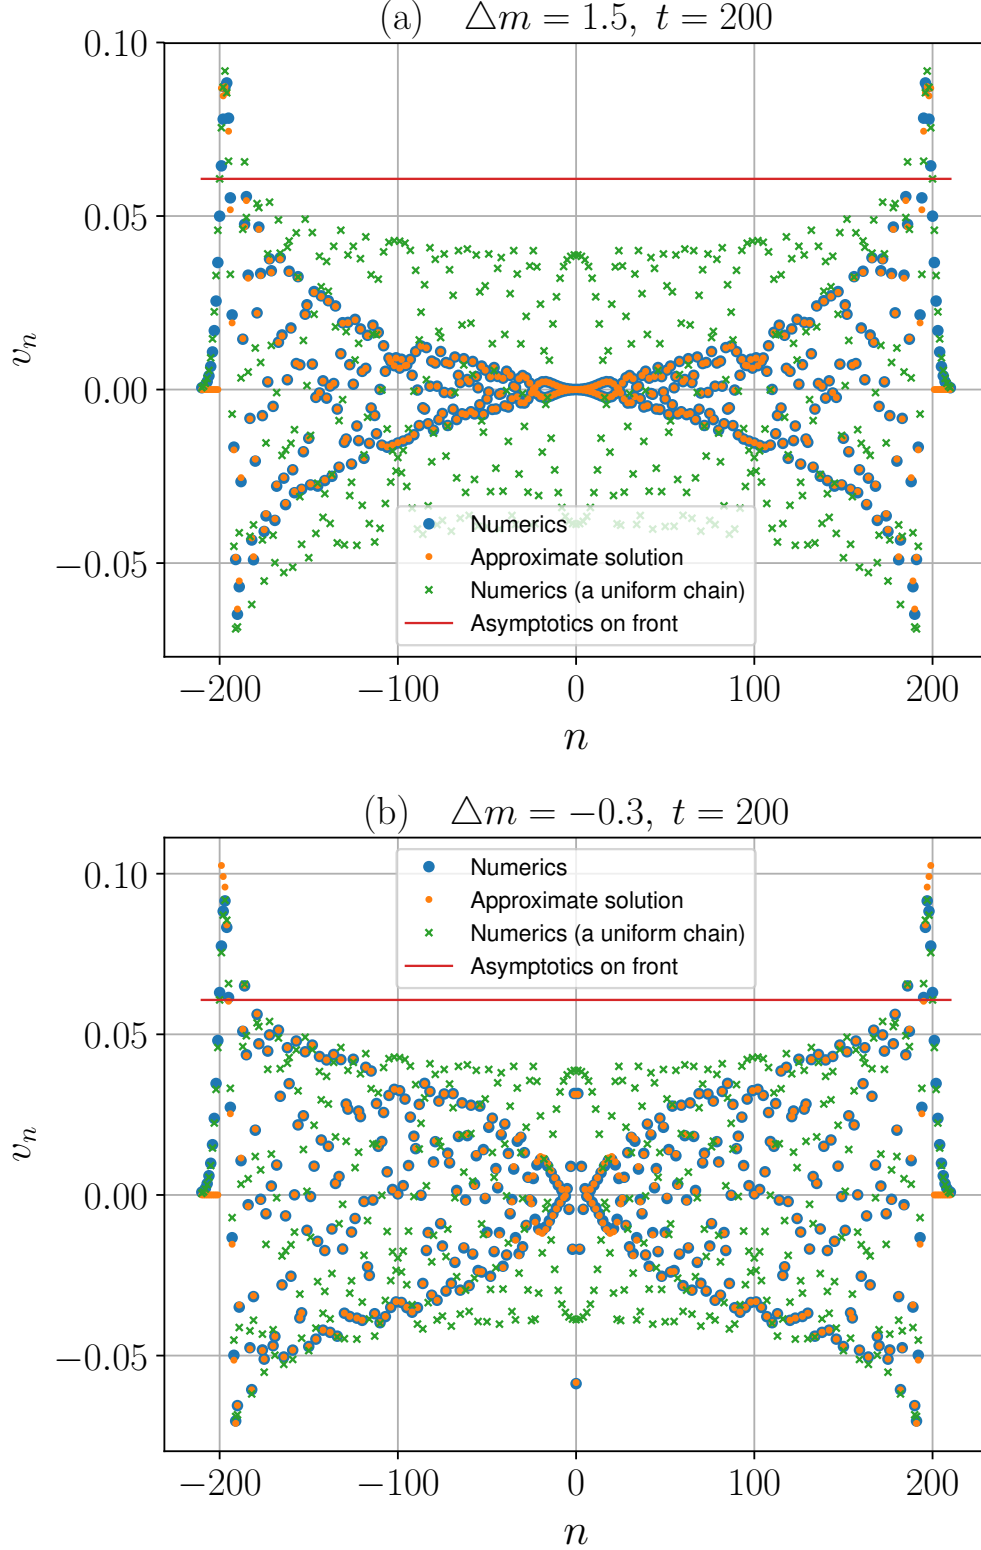 (a) △m = 1.5, t = 200
0.10
0.05
0.00
−0.05
v_n
Numerics
Approximate solution
Numerics (a uniform chain)
Asymptotics on front
−200 −100 0 100 200
n
(b) △m = −0.3, t = 200
0.10
0.05
0.00
−0.05
v_n
Numerics
Approximate solution
Numerics (a uniform chain)
Asymptotics on front
−200 −100 0 100 200
n